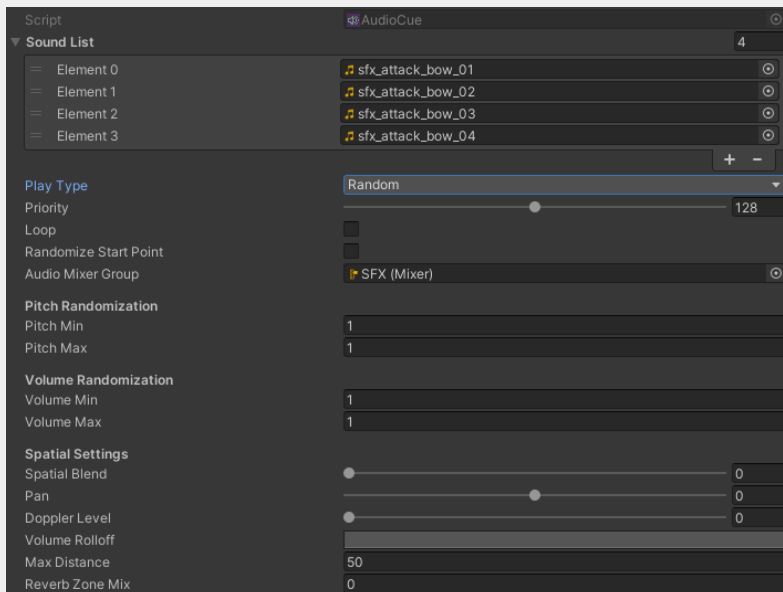 Script AudioCue
Sound List 4
Element 0 sfx_attack_bow_01
Element 1 sfx_attack_bow_02
Element 2 sfx_attack_bow_03
Element 3 sfx_attack_bow_04
+ −
Play Type Random
Priority 128
Loop
Randomize Start Point
Audio Mixer Group SFX (Mixer)
Pitch Randomization
Pitch Min 1
Pitch Max 1
Volume Randomization
Volume Min 1
Volume Max 1
Spatial Settings
Spatial Blend 0
Pan 0
Doppler Level 0
Volume Rolloff
Max Distance 50
Reverb Zone Mix 0